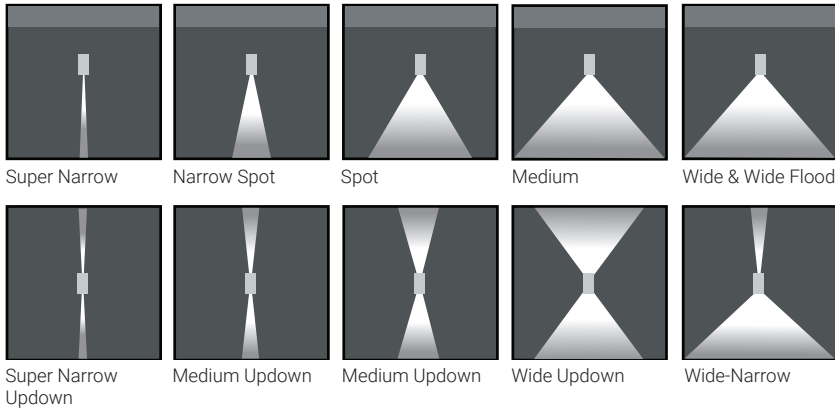 Super Narrow
Narrow Spot
Spot
Medium
Wide & Wide Flood
Super Narrow
Updown
Medium Updown
Medium Updown
Wide Updown
Wide-Narrow